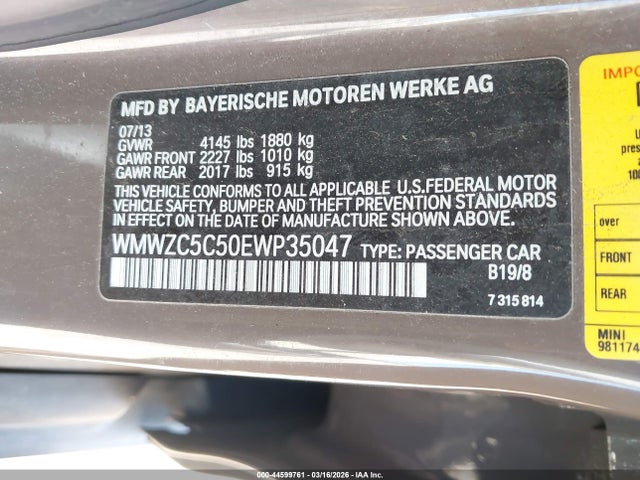 MFD BY BAYERISCHE MOTOREN WERKE AG
07/13
GVWR 4145 lbs 1880 kg
GAWR FRONT 2227 lbs 1010 kg
GAWR REAR 2017 lbs 915 kg
THIS VEHICLE CONFORMS TO ALL APPLICABLE U.S.FEDERAL MOTOR
VEHICLE SAFETY, BUMPER AND THEFT PREVENTION STANDARDS
IN EFFECT ON THE DATE OF MANUFACTURE SHOWN ABOVE.
WMWZC5C50EWP35047 TYPE: PASSENGER CAR
B19/8
7 315 814
over
FRONT
REAR
MINI
000-44599761 - 03/16/2026 - IAA, Inc.